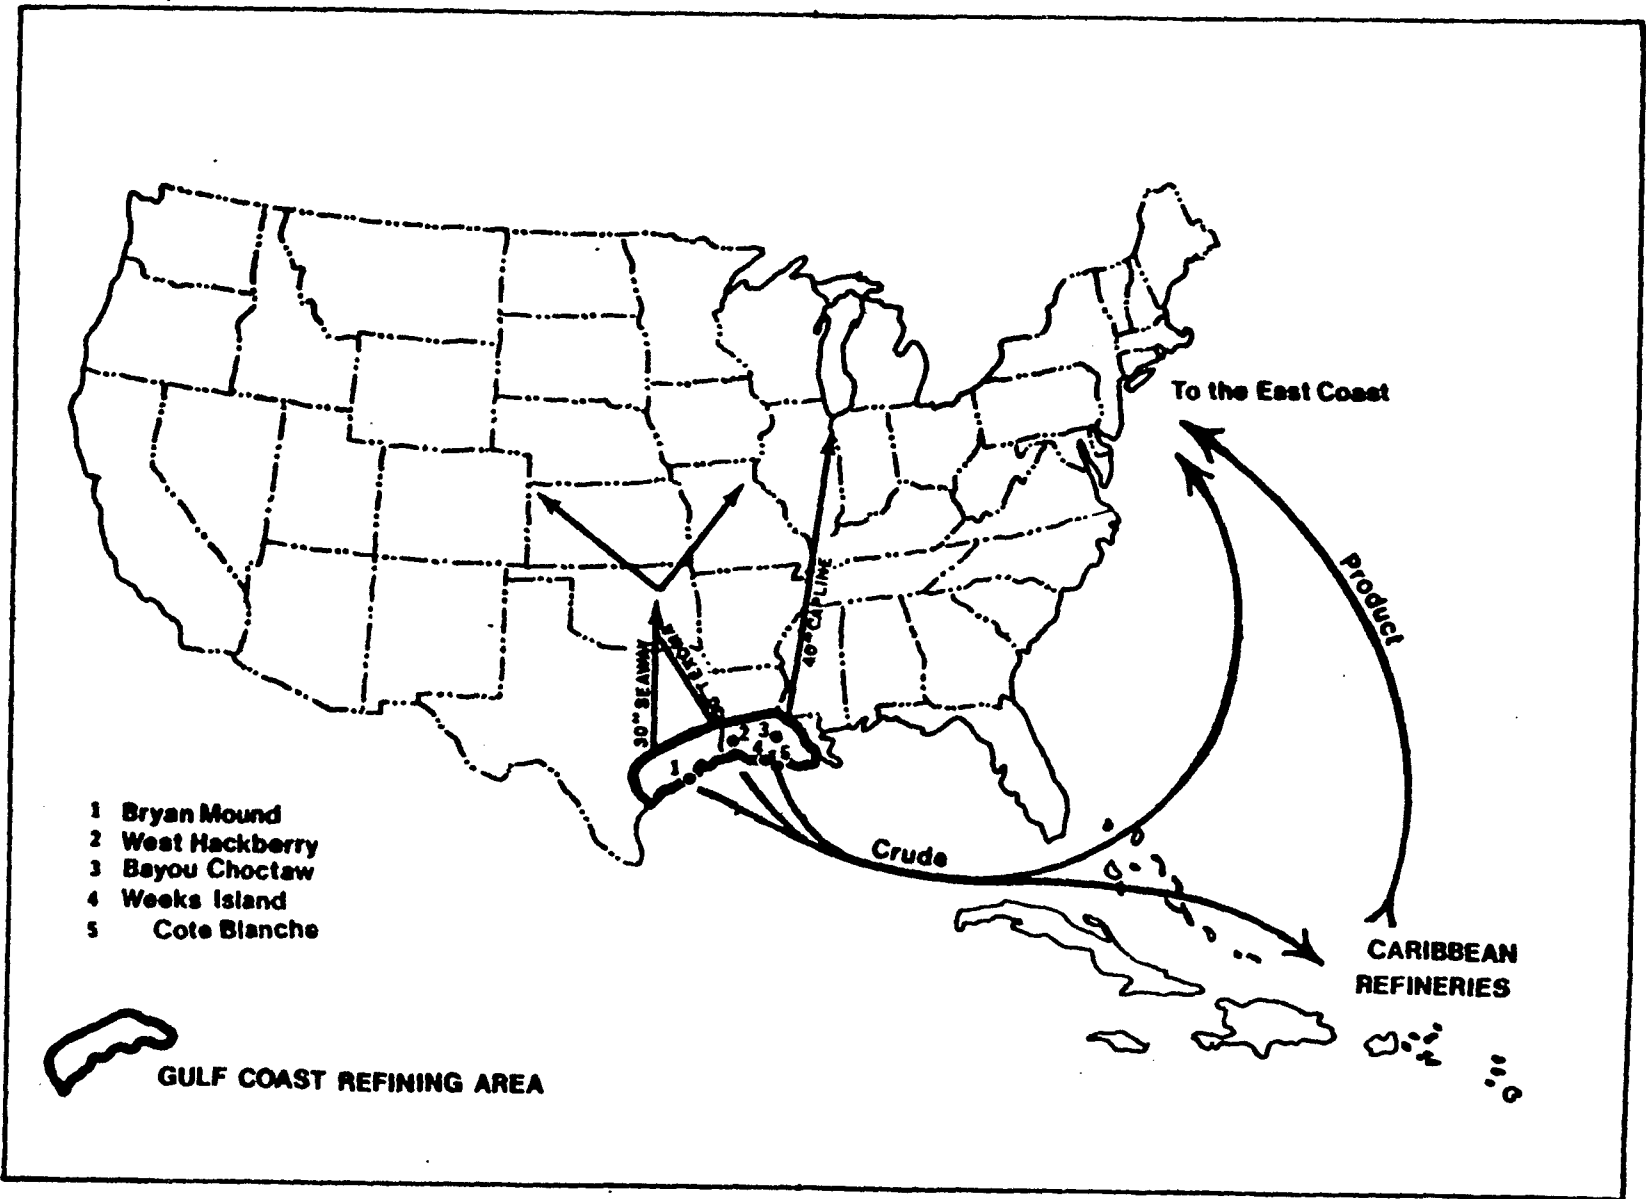 To the East Coast
Product
40" CAPLINE
30" SEAWAY
2 3
4 5
1
Crude
1 Bryan Mound
2 West Hackberry
3 Bayou Choctaw
4 Weeks Island
5 Cote Blanche
CARIBBEAN
REFINERIES
GULF COAST REFINING AREA